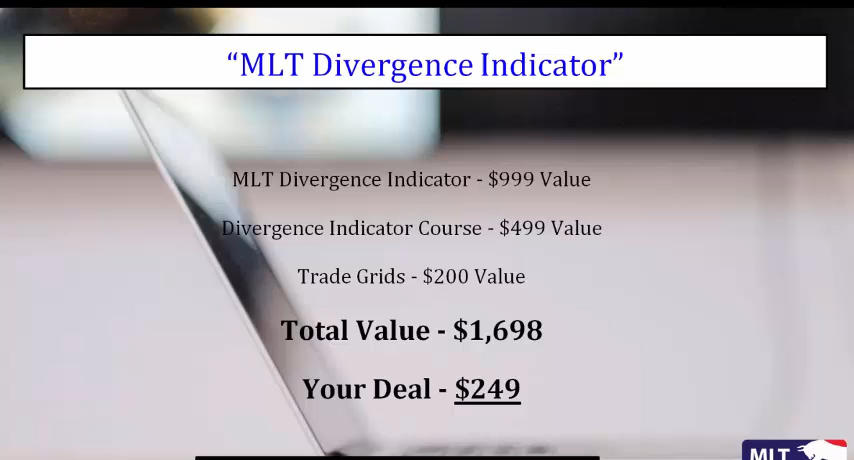 “MLT Divergence Indicator”
MLT Divergence Indicator - $999 Value
Divergence Indicator Course - $499 Value
Trade Grids - $200 Value
Total Value - $1,698
Your Deal - $249
MLT